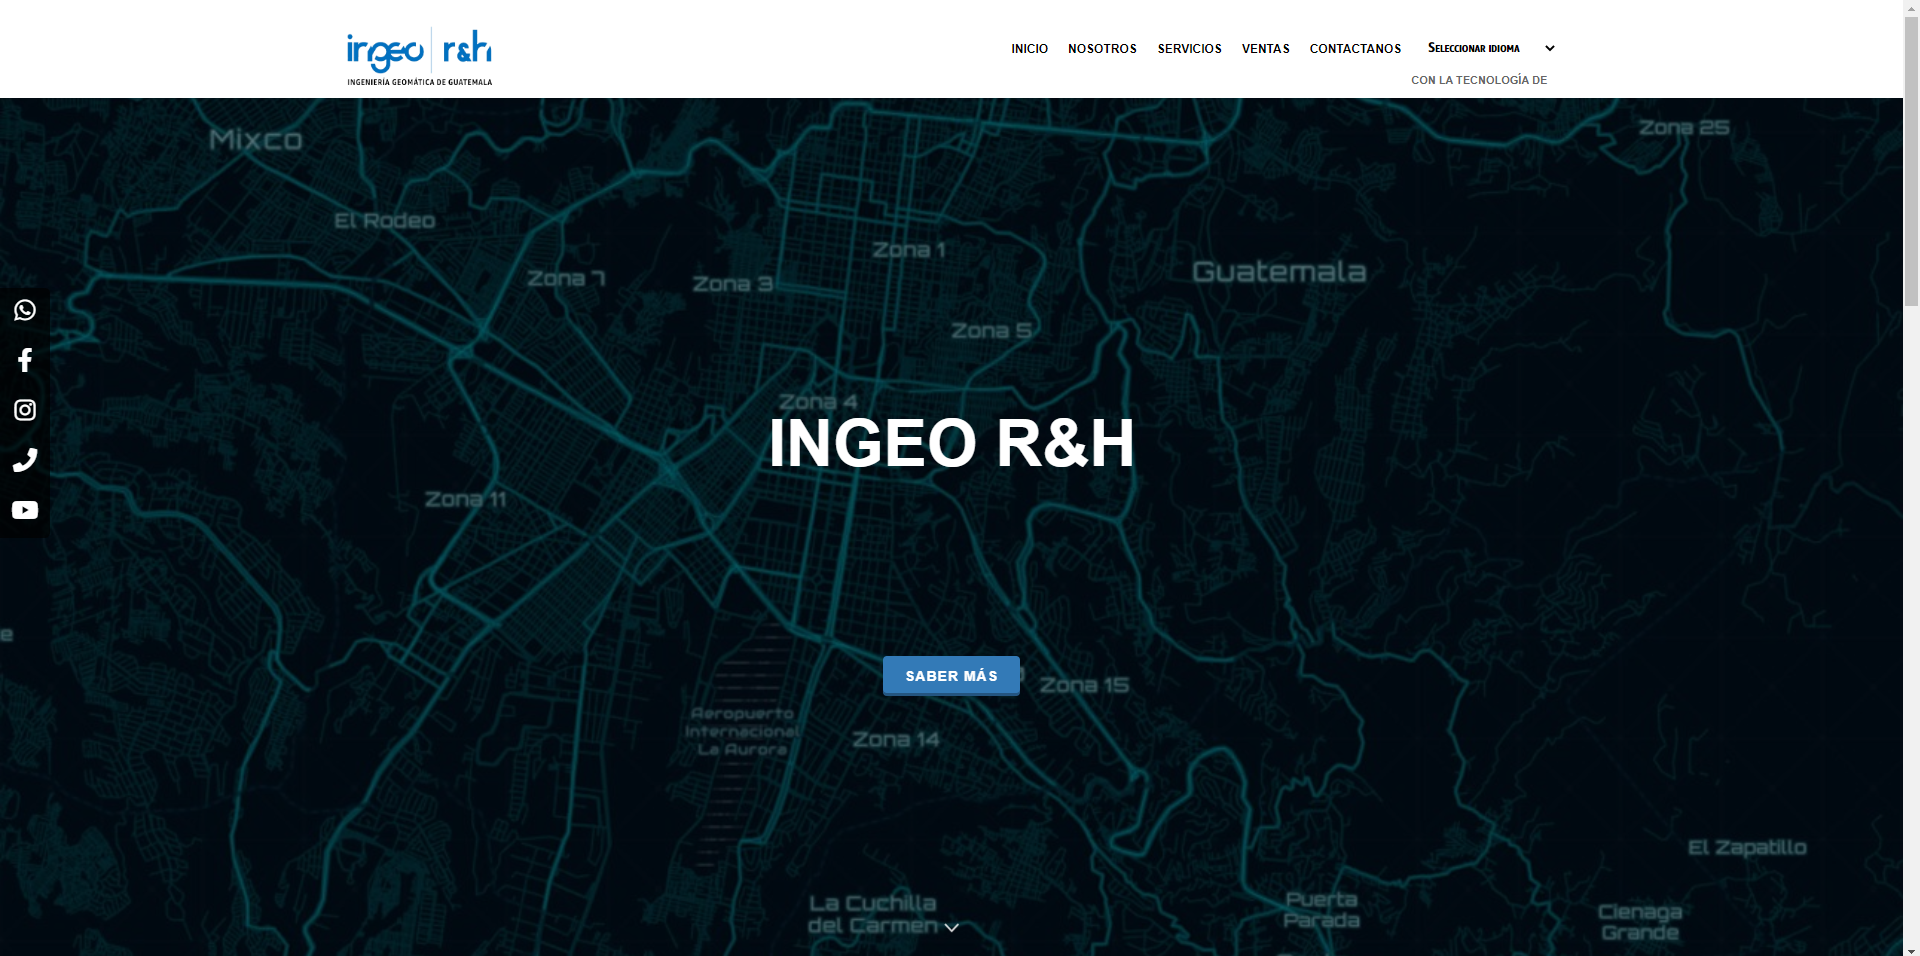 ingeo r&h
INGENIERÍA GEOMÁTICA DE GUATEMALA
INICIO
NOSOTROS
SERVICIOS
VENTAS
CONTACTANOS
Seleccionar idioma
CON LA TECNOLOGÍA DE
Mixco
Zona 25
El Rodeo
Zona 1
Zona 7
Zona 3
Guatemala
Zona 5
Zona 4
INGEO R&H
Zona 11
e
SABER MÁS
Zona 15
Aeropuerto
Internacional
La Aurora
Zona 14
El Zapatillo
La Cuchilla
del Carmen
Puerta
Parada
Cienaga
Grande